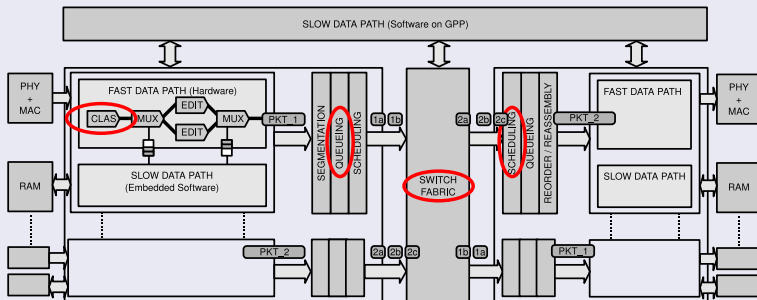 SLOW DATA PATH (Software on GPP)
PHY
+
MAC
FAST DATA PATH (Hardware)
CLAS
MUX
EDIT
EDIT
MUX
PKT_1
SEGMENTATION
QUEUEING
SCHEDULING
1a
1b
SWITCH
FABRIC
2a
2b
2c
SCHEDULING
QUEUEING
REORDER / REASSEMBLY
PKT_2
FAST DATA PATH
PHY
+
MAC
RAM
SLOW DATA PATH
(Embedded Software)
SLOW DATA PATH
RAM
PKT_2
2a
2b
2c
1b
1a
PKT_1